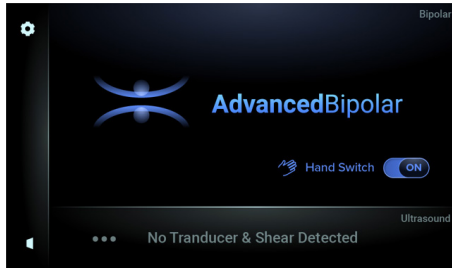 Bipolar
AdvancedBipolar
Hand Switch ON
Ultrasound
No Tranducer & Shear Detected